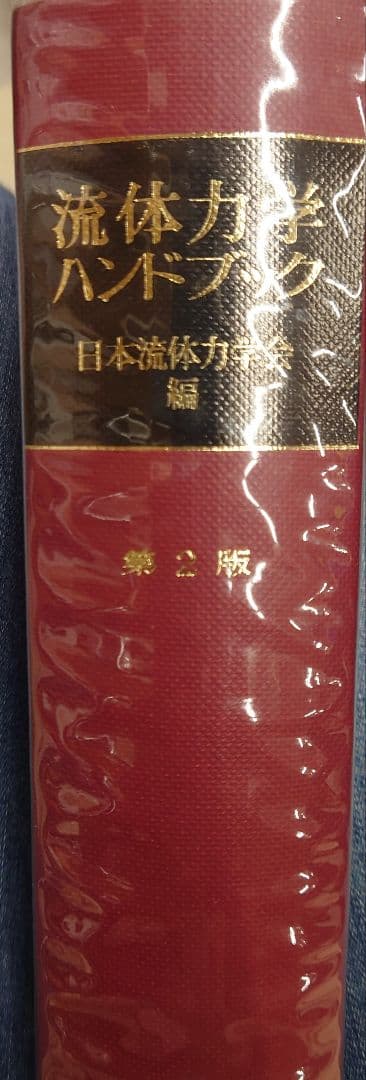 流体力学
ハンドブック
日本流体力学会
編
第2版